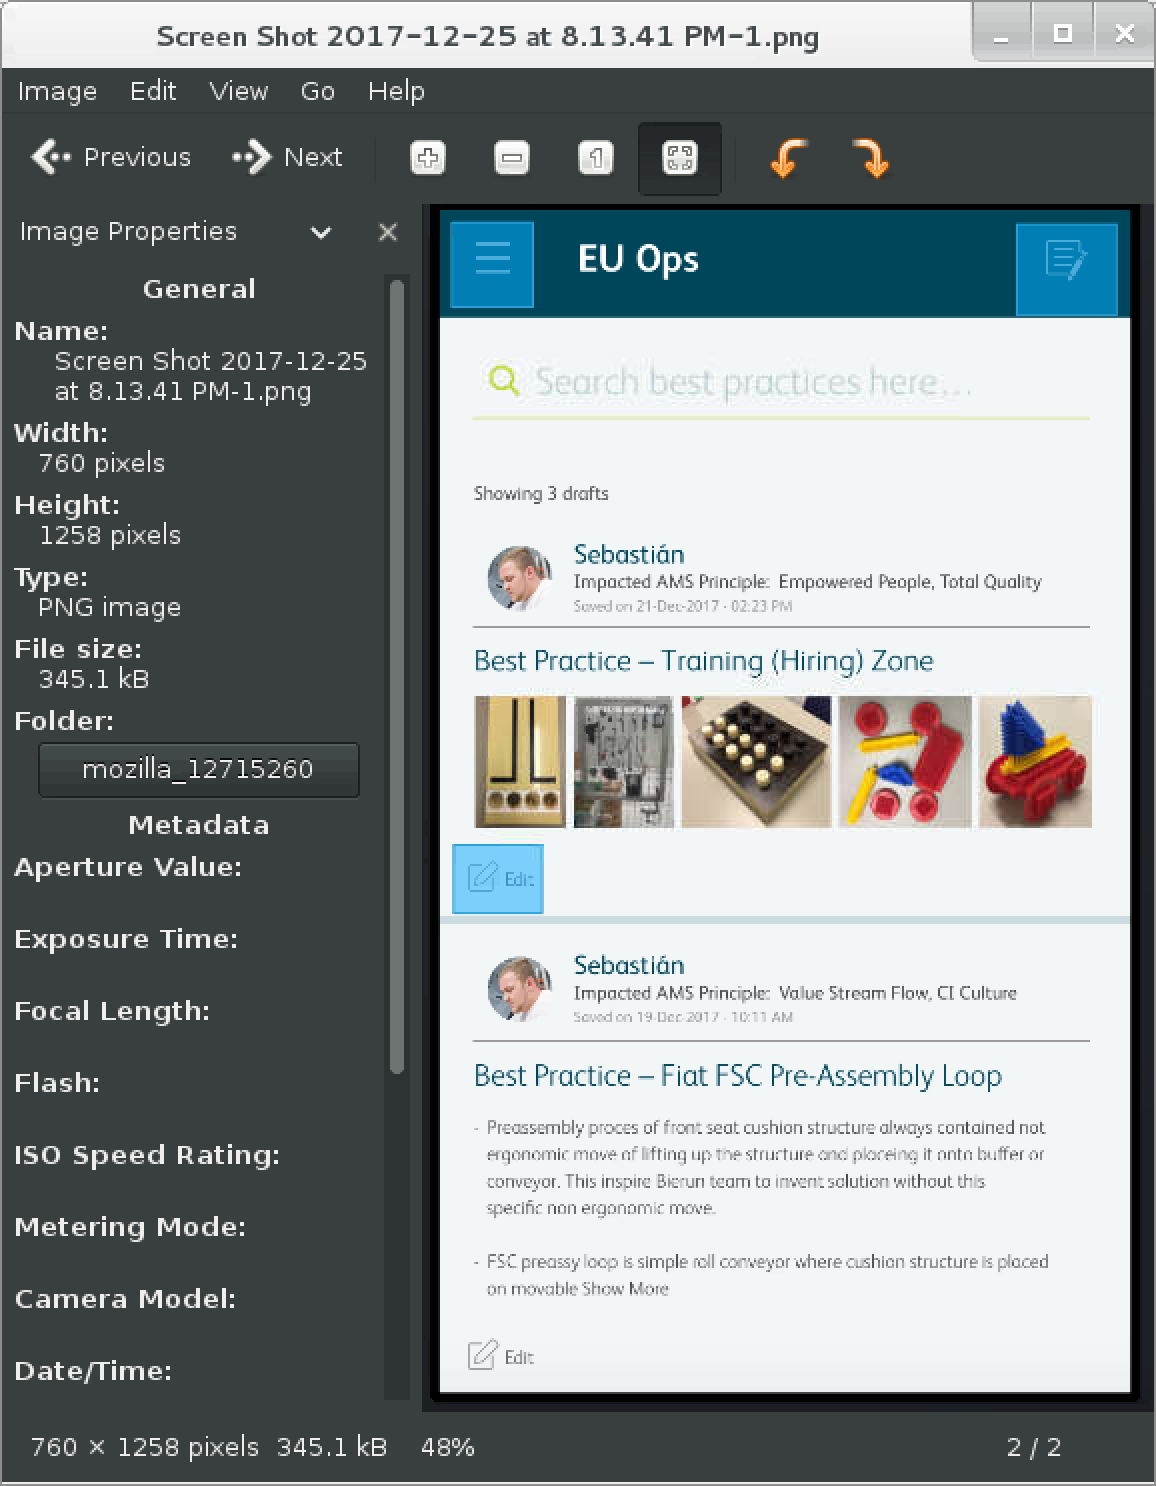 Screen Shot 2017-12-25 at 8.13.41 PM-1.png
Image Edit View Go Help
Previous Next
Image Properties
General
Name:
Screen Shot 2017-12-25
at 8.13.41 PM-1.png
Width:
760 pixels
Height:
1258 pixels
Type:
PNG image
File size:
345.1 kB
Folder:
mozilla_12715260
Metadata
Aperture Value:
Exposure Time:
Focal Length:
Flash:
ISO Speed Rating:
Metering Mode:
Camera Model:
Date/Time:
EU Ops
Search best practices here...
Showing 3 drafts
Sebastián
Impacted AMS Principle: Empowered People, Total Quality
Saved on 21-Dec-2017 - 02:23 PM
Best Practice – Training (Hiring) Zone
Edit
Sebastián
Impacted AMS Principle: Value Stream Flow, CI Culture
Saved on 19-Dec-2017 - 10:11 AM
Best Practice – Fiat FSC Pre-Assembly Loop
- Preassembly proces of front seat cushion structure always contained not
ergonomic move of lifting up the structure and placeing it onto buffer or
conveyor. This inspire Bierun team to invent solution without this
specific non ergonomic move.
- FSC preassy loop is simple roll conveyor where cushion structure is placed
on movable Show More
Edit
760 × 1258 pixels 345.1 kB 48% 2 / 2